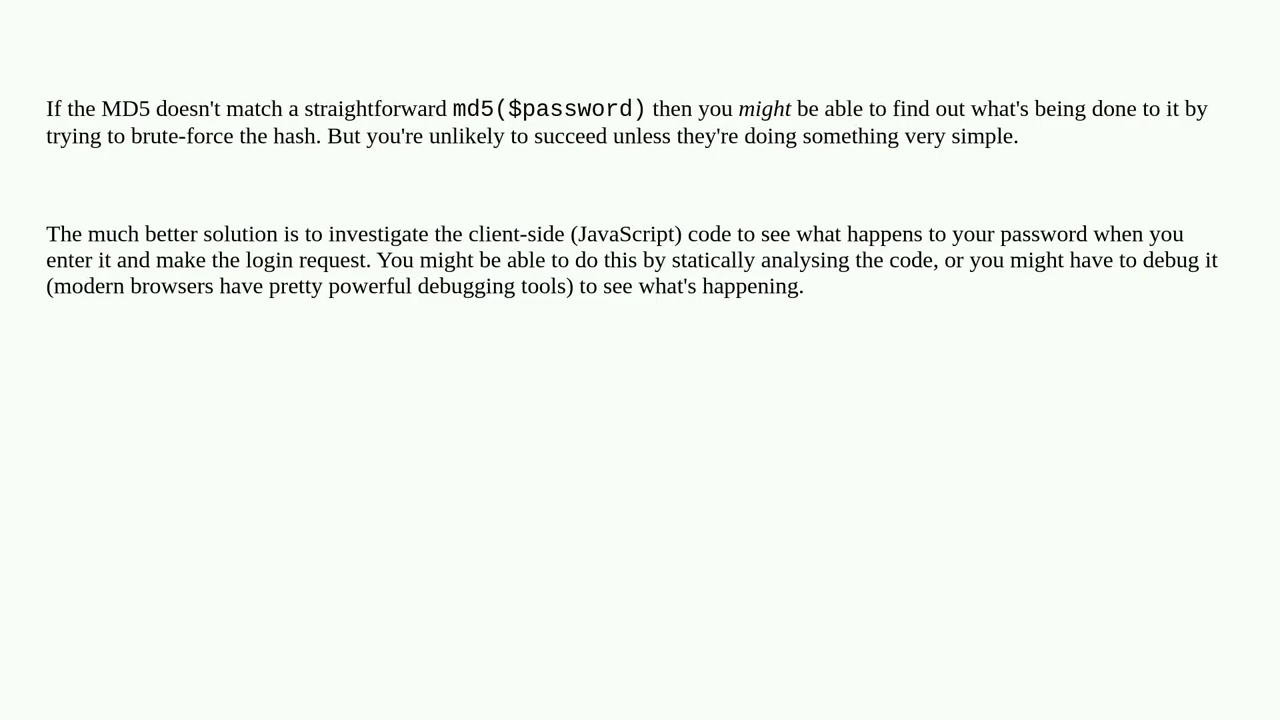 If the MD5 doesn't match a straightforward md5($password) then you might be able to find out what's being done to it by
trying to brute-force the hash. But you're unlikely to succeed unless they're doing something very simple.
The much better solution is to investigate the client-side (JavaScript) code to see what happens to your password when you
enter it and make the login request. You might be able to do this by statically analysing the code, or you might have to debug it
(modern browsers have pretty powerful debugging tools) to see what's happening.